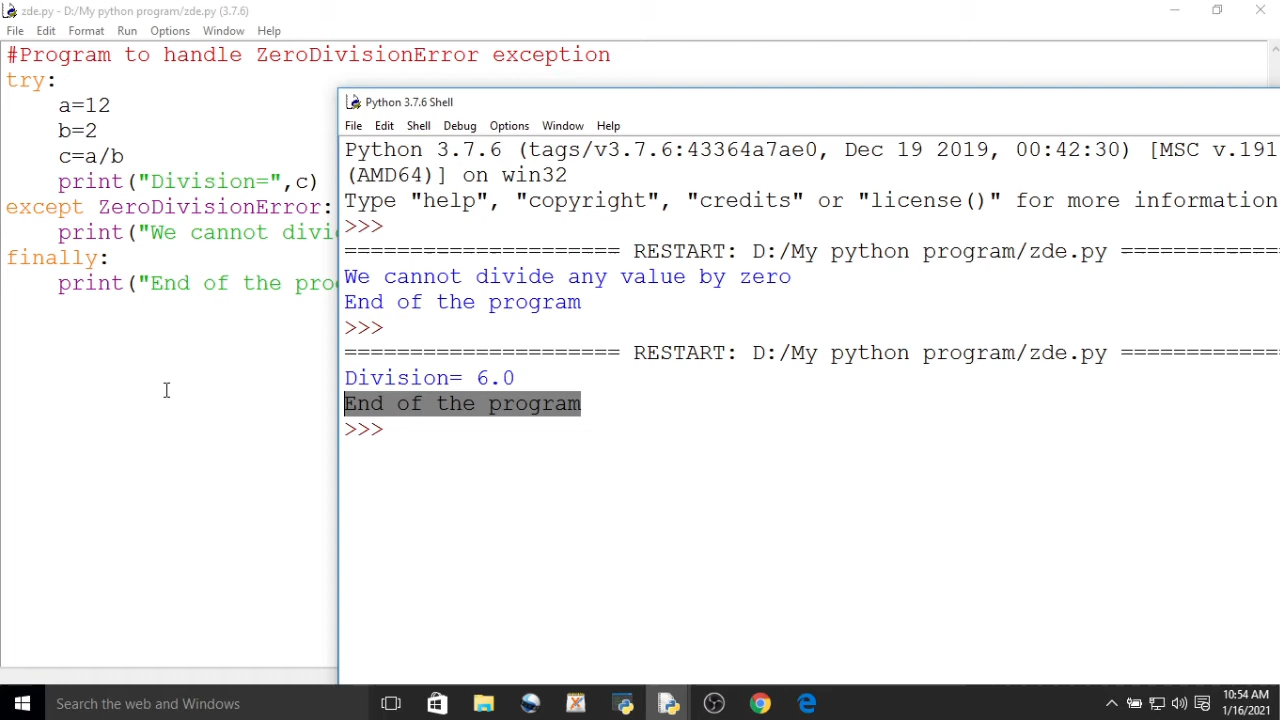 zde.py - D:/My python program/zde.py (3.7.6)
File Edit Format Run Options Window Help
#Program to handle ZeroDivisionError exception
try:
a=12
b=2
c=a/b
print("Division=",c)
except ZeroDivisionError:
print("We cannot divi
finally:
print("End of the pro
Python 3.7.6 Shell
File Edit Shell Debug Options Window Help
Python 3.7.6 (tags/v3.7.6:43364a7ae0, Dec 19 2019, 00:42:30) [MSC v.191
(AMD64)] on win32
Type "help", "copyright", "credits" or "license()" for more information
>>>
===================== RESTART: D:/My python program/zde.py ============
We cannot divide any value by zero
End of the program
>>>
===================== RESTART: D:/My python program/zde.py ============
Division= 6.0
End of the program
>>>
Search the web and Windows
10:54 AM
1/16/2021